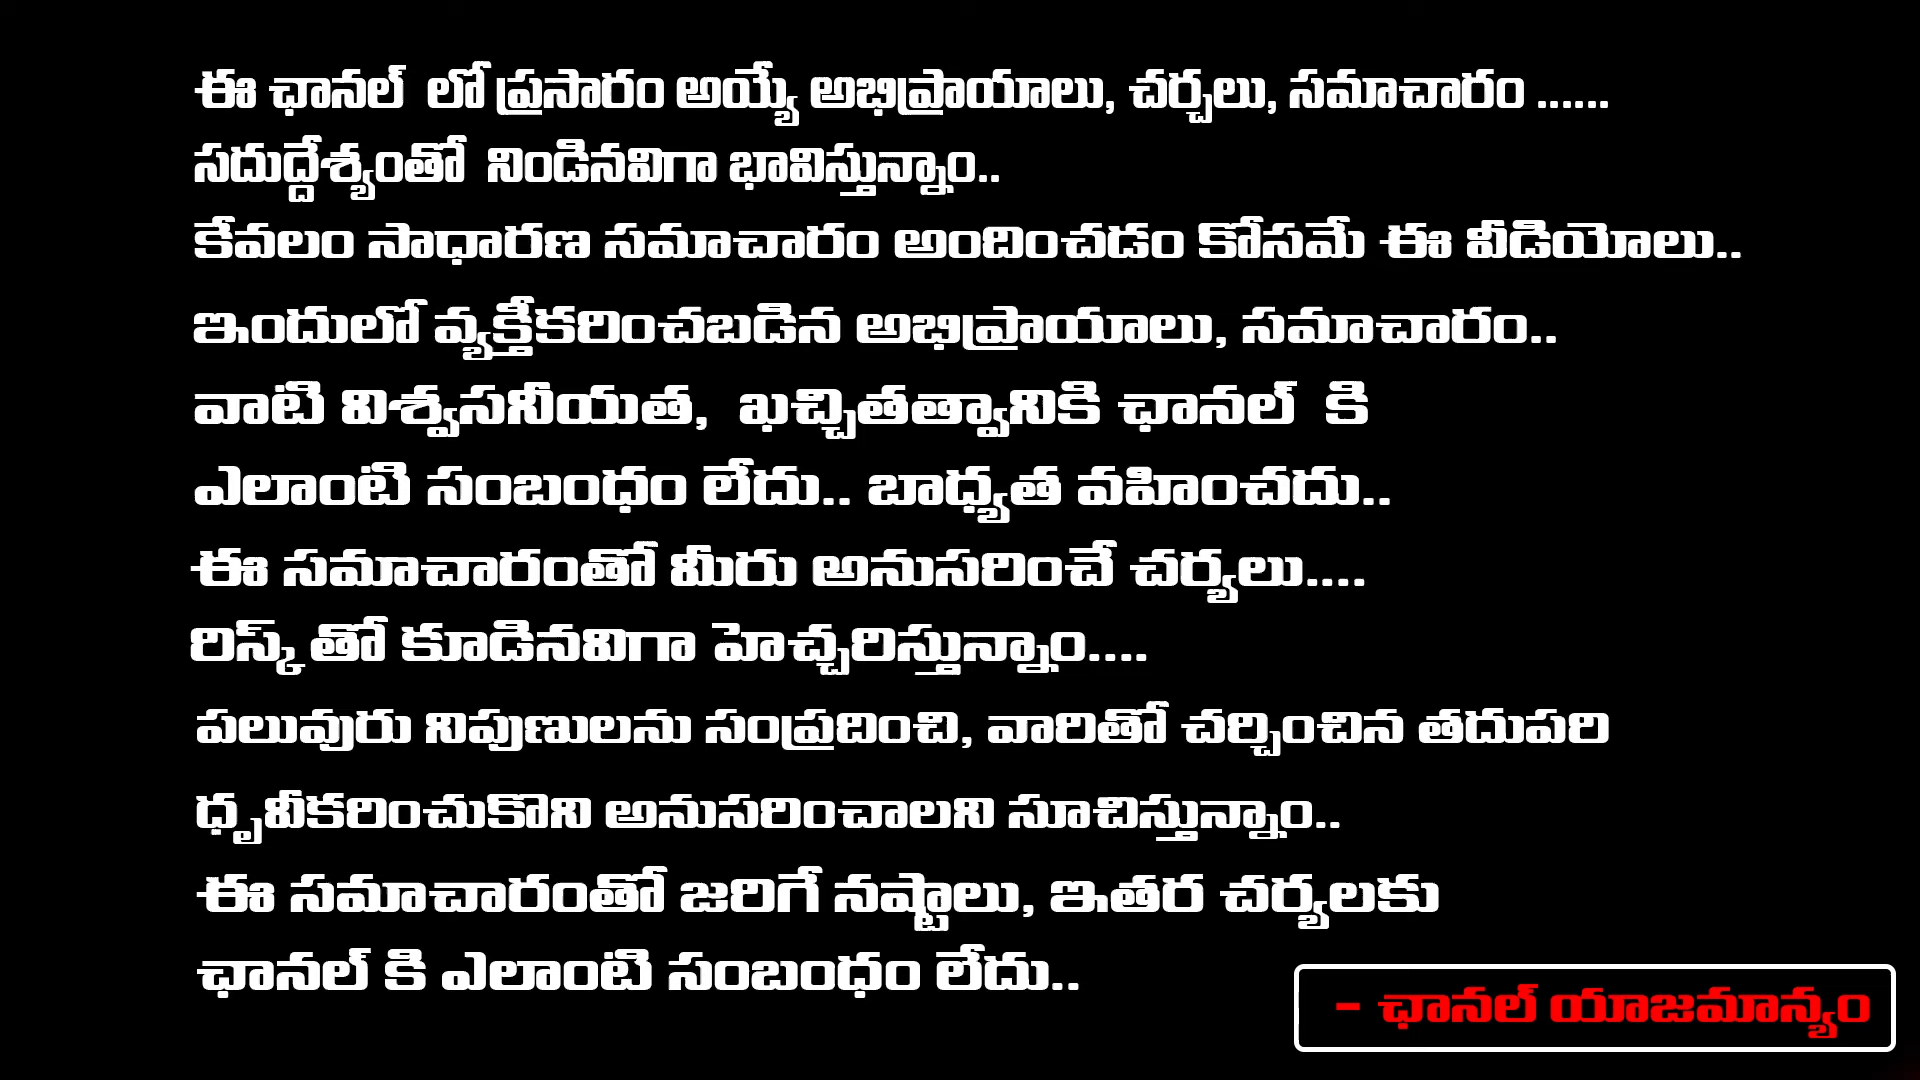 ఈ ఛానల్ లో ప్రసారం అయ్యే అభిప్రాయాలు, చర్చలు, సమాచారం ......
సదుద్దేశ్యంతో నిండినవిగా భావిస్తున్నాం..
కేవలం సాధారణ సమాచారం అందించడం కోసమే ఈ వీడియోలు..
ఇందులో వ్యక్తీకరించబడిన అభిప్రాయాలు, సమాచారం..
వాటి విశ్వసనీయత, ఖచ్చితత్వానికి ఛానల్ కి
ఎలాంటి సంబంధం లేదు.. బాధ్యత వహించదు..
ఈ సమాచారంతో మీరు అనుసరించే చర్యలు....
రిస్క్ తో కూడినవిగా హెచ్చరిస్తున్నాం....
పలువురు నిపుణులను సంప్రదించి, వారితో చర్చించిన తదుపరి
ధృవీకరించుకొని అనుసరించాలని సూచిస్తున్నాం..
ఈ సమాచారంతో జరిగే నష్టాలు, ఇతర చర్యలకు
ఛానల్ కి ఎలాంటి సంబంధం లేదు..
- ఛానల్ యాజమాన్యం